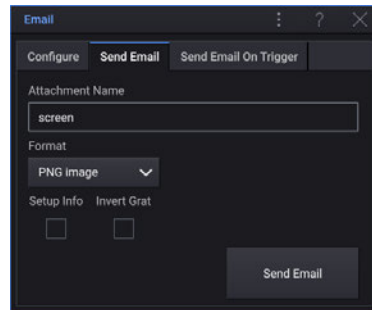 Email
Configure Send Email Send Email On Trigger
Attachment Name
screen
Format
PNG image
Setup Info Invert Grat
Send Email